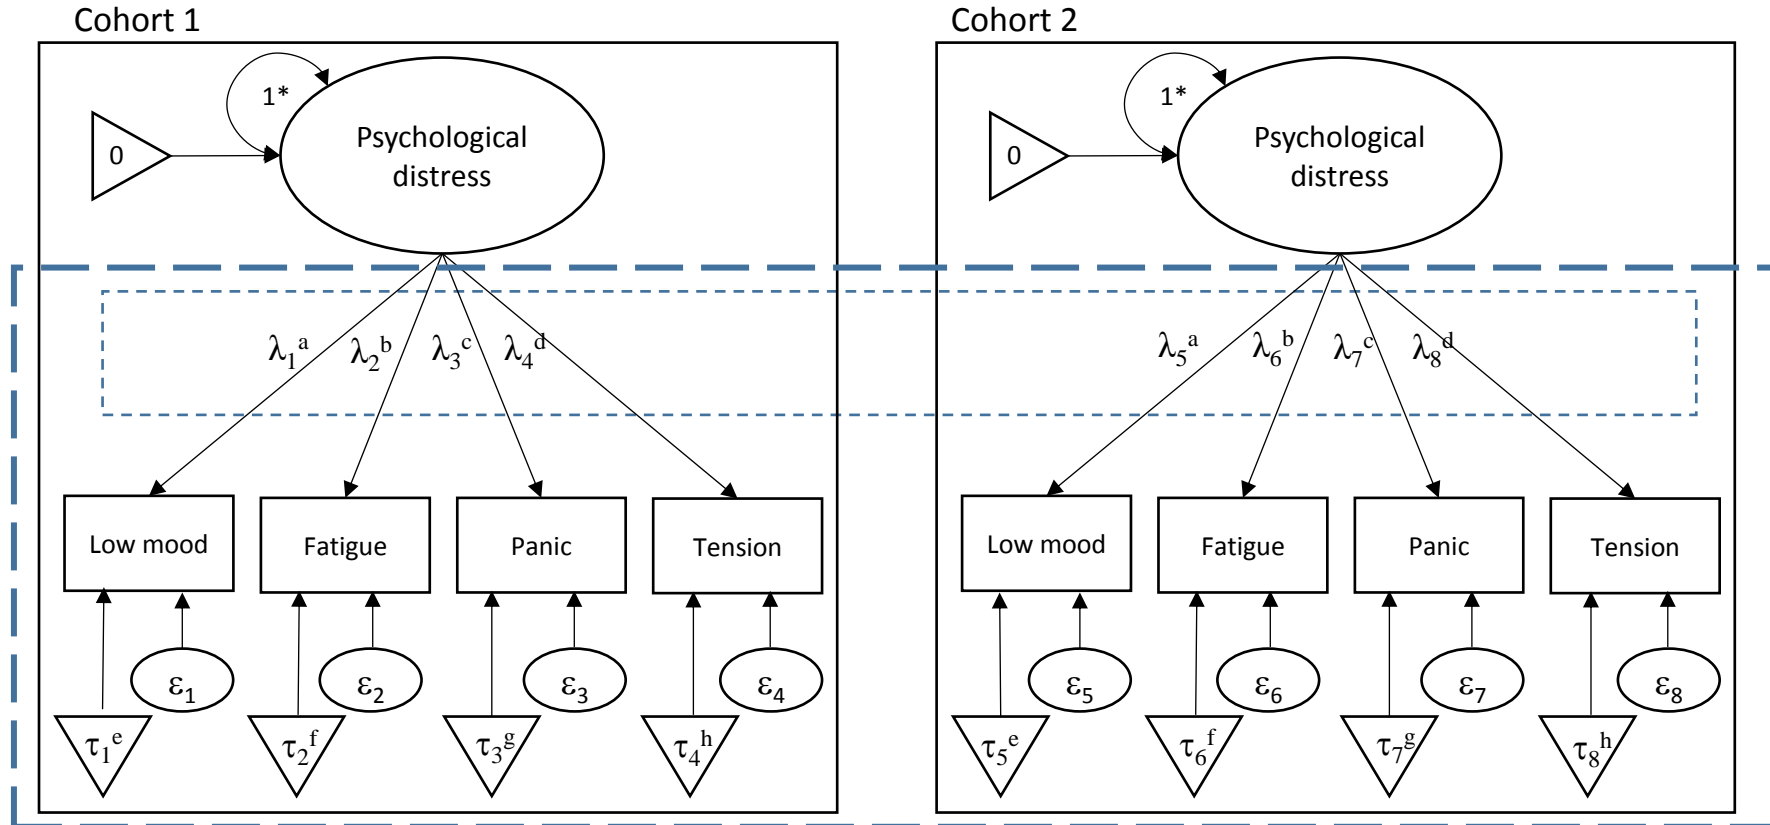 Cohort 1
1*
0
Psychological
distress
λ₁ᵃ
λ₂ᵇ
λ₃ᶜ
λ₄ᵈ
Low mood
Fatigue
Panic
Tension
ε₁
ε₂
ε₃
ε₄
τ₁ᵉ
τ₂ᶠ
τ₃ᵍ
τ₄ʰ
Cohort 2
1*
0
Psychological
distress
λ₅ᵃ
λ₆ᵇ
λ₇ᶜ
λ₈ᵈ
Low mood
Fatigue
Panic
Tension
ε₅
ε₆
ε₇
ε₈
τ₅ᵉ
τ₆ᶠ
τ₇ᵍ
τ₈ʰ